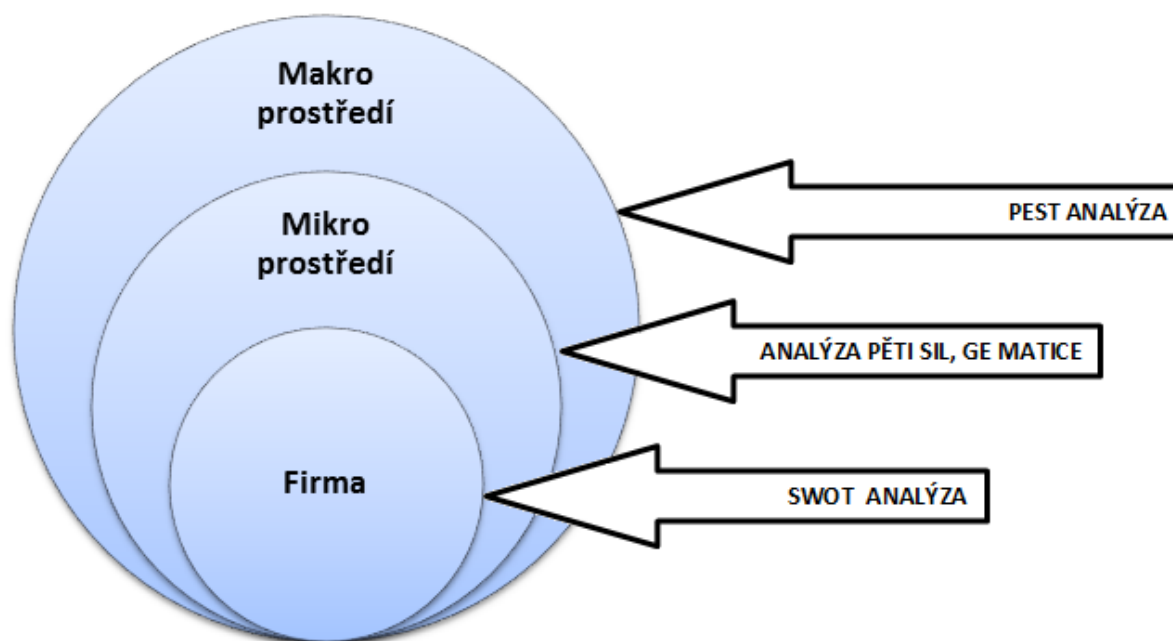 Makro
prostředí
PEST ANALÝZA
Mikro
prostředí
ANALÝZA PĚTI SIL, GE MATICE
Firma
SWOT ANALÝZA